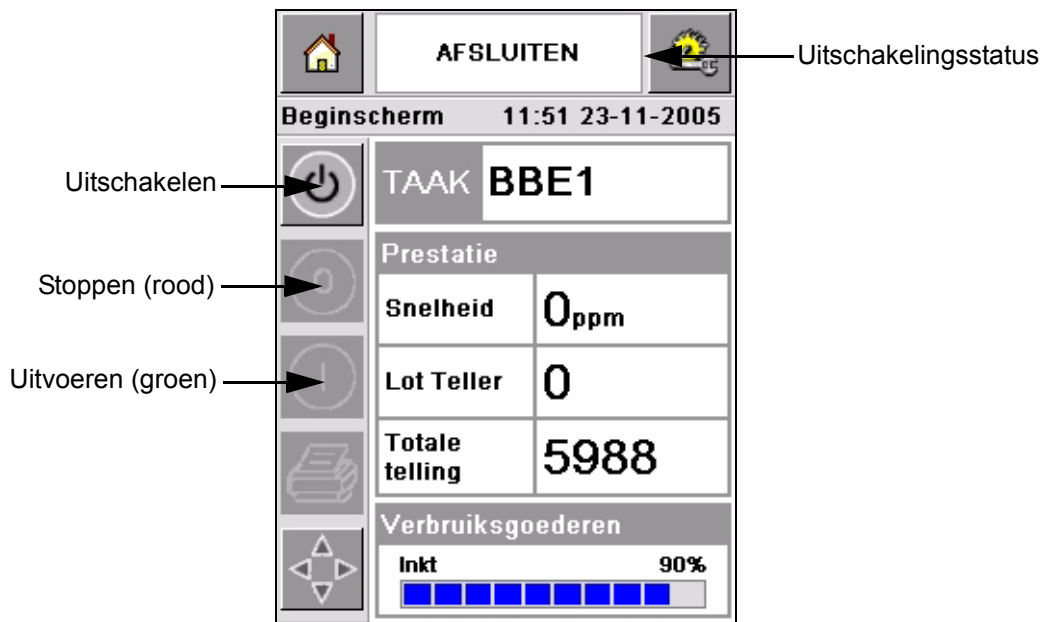 AFSLUITEN
Uitschakelingsstatus
Beginscherm 11:51 23-11-2005
Uitschakelen
TAAK BBE1
Prestatie
Stoppen (rood)
Snelheid 0ppm
Uitvoeren (groen)
Lot Teller 0
Totale
telling 5988
Verbruiksgoederen
Inkt 90%